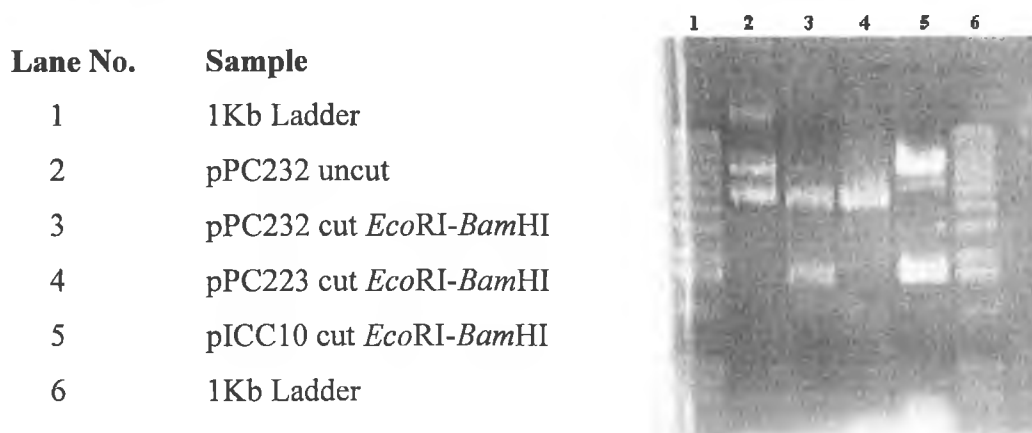 1 2 3 4 5 6
Lane No. Sample
1 1Kb Ladder
2 pPC232 uncut
3 pPC232 cut EcoRI-BamHI
4 pPC223 cut EcoRI-BamHI
5 pICC10 cut EcoRI-BamHI
6 1Kb Ladder